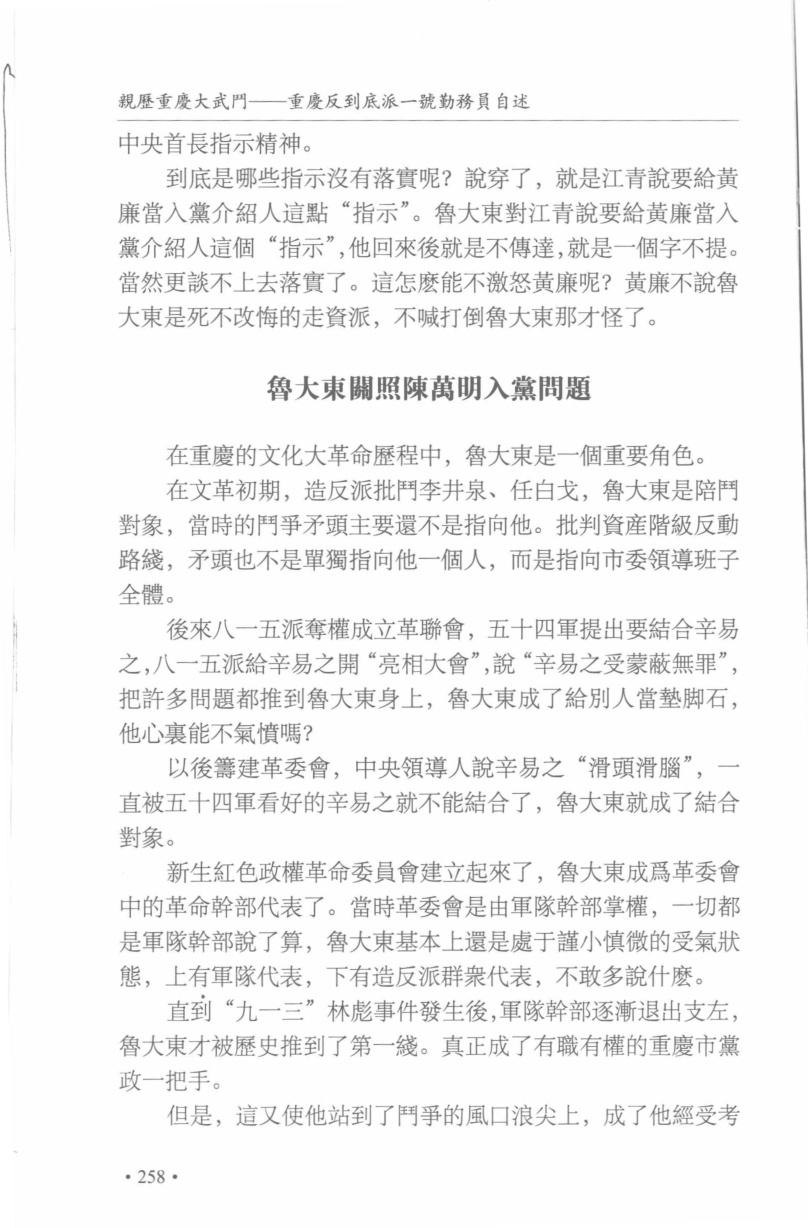 親歷重慶大武鬥——重慶反到底派一號勤務員自述
中央首長指示精神。
到底是哪些指示沒有落實呢？說穿了，就是江青說要給黃
廉當入黨介紹人這點“指示”。魯大東對江青說要給黃廉當入
黨介紹人這個“指示”，他回來後就是不傳達，就是一個字不提。
當然更談不上去落實了。這怎麽能不激怒黃廉呢？黃廉不說魯
大東是死不改悔的走資派，不喊打倒魯大東那才怪了。
魯大東關照陳萬明入黨問題
在重慶的文化大革命歷程中，魯大東是一個重要角色。
在文革初期，造反派批鬥李井泉、任白戈，魯大東是陪鬥
對象，當時的鬥爭矛頭主要還不是指向他。批判資産階級反動
路綫，矛頭也不是單獨指向他一個人，而是指向市委領導班子
全體。
後來八一五派奪權成立革聯會，五十四軍提出要結合辛易
之，八一五派給辛易之開“亮相大會”，說“辛易之受蒙蔽無罪”，
把許多問題都推到魯大東身上，魯大東成了給別人當墊脚石，
他心裏能不氣憤嗎？
以後籌建革委會，中央領導人說辛易之“滑頭滑腦”，一
直被五十四軍看好的辛易之就不能結合了，魯大東就成了結合
對象。
新生紅色政權革命委員會建立起來了，魯大東成爲革委會
中的革命幹部代表了。當時革委會是由軍隊幹部掌權，一切都
是軍隊幹部說了算，魯大東基本上還是處于謹小慎微的受氣狀
態，上有軍隊代表，下有造反派群衆代表，不敢多說什麽。
直到“九一三”林彪事件發生後，軍隊幹部逐漸退出支左，
魯大東才被歷史推到了第一綫。真正成了有職有權的重慶市黨
政一把手。
但是，這又使他站到了鬥爭的風口浪尖上，成了他經受考
·258·